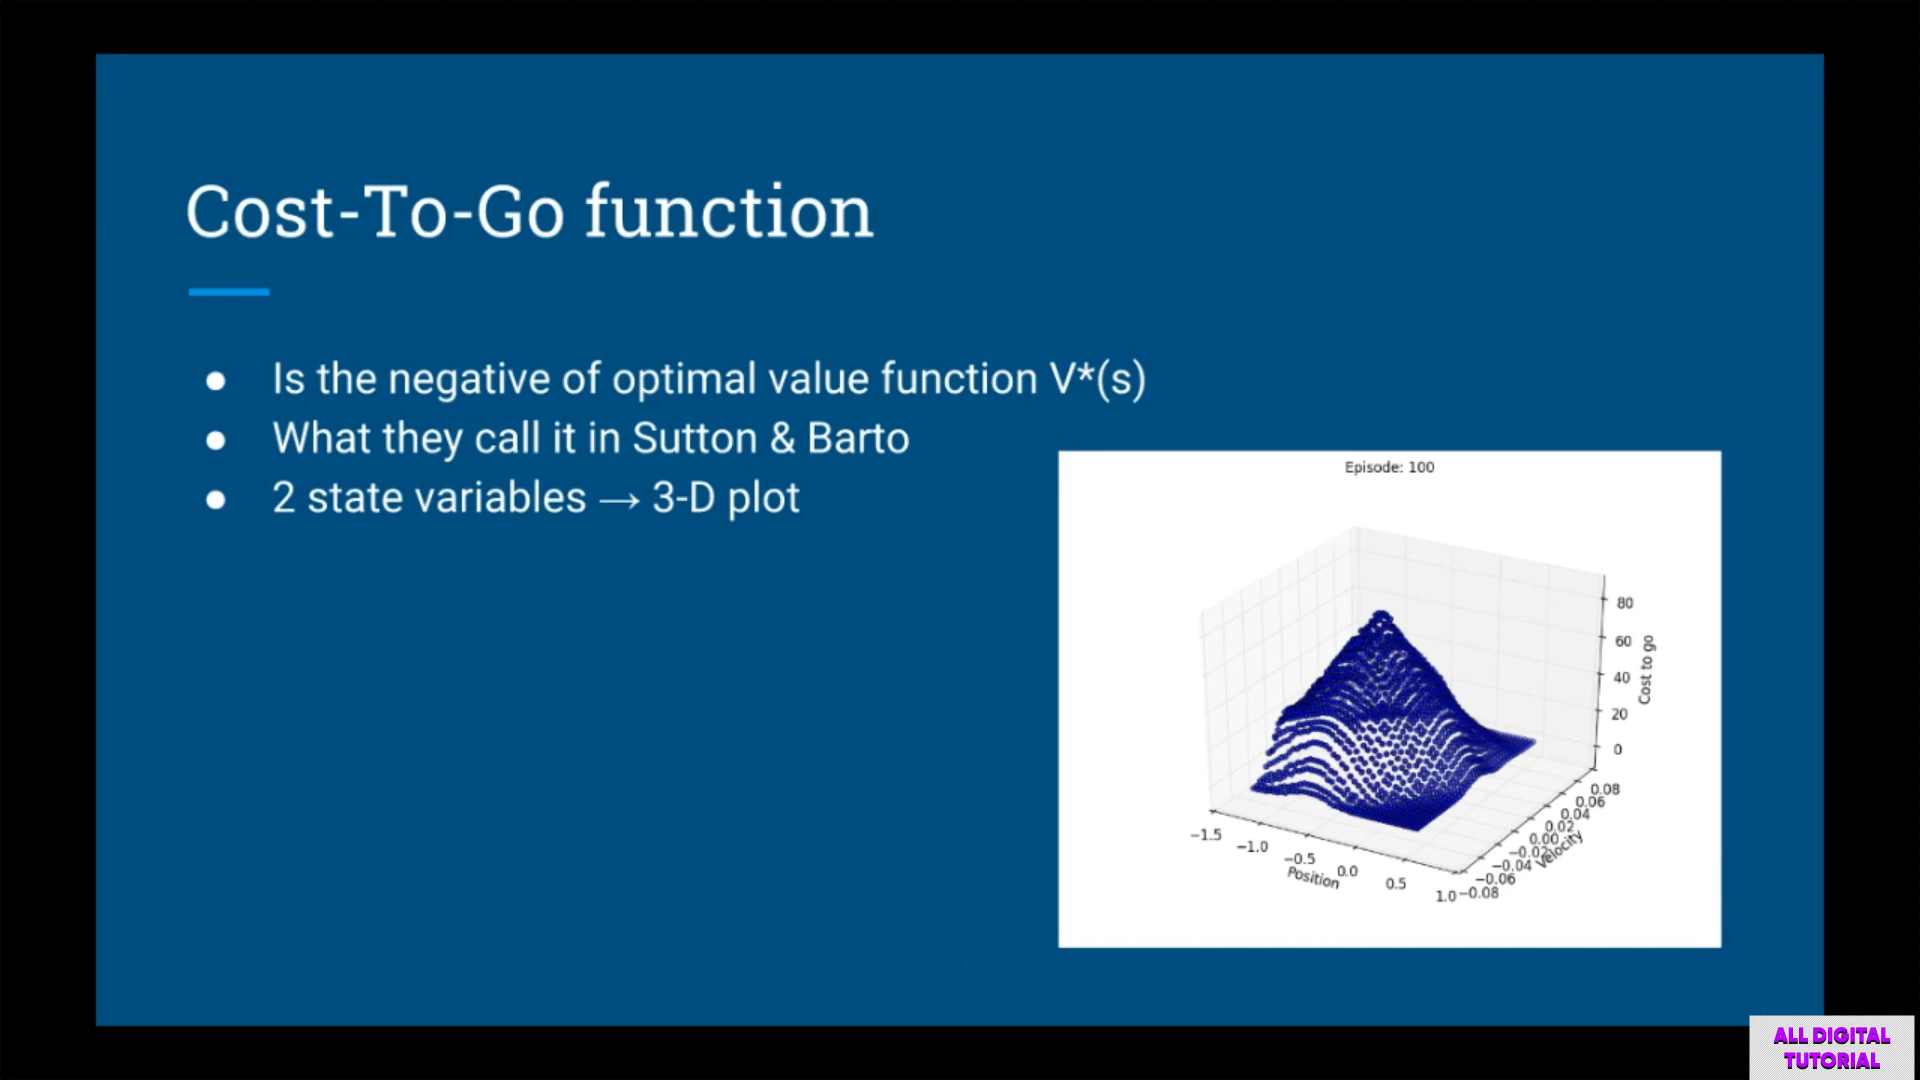 Cost-To-Go function
● Is the negative of optimal value function V*(s)
● What they call it in Sutton & Barto
● 2 state variables → 3-D plot
Episode: 100
80
60
40
20
0
Cost to go
0.08
0.06
0.04
0.02
0.00
−0.02
−0.04
−0.06
−0.08
Velocity
−1.5
−1.0
−0.5
0.0
0.5
1.0
Position
ALL DIGITAL
TUTORIAL